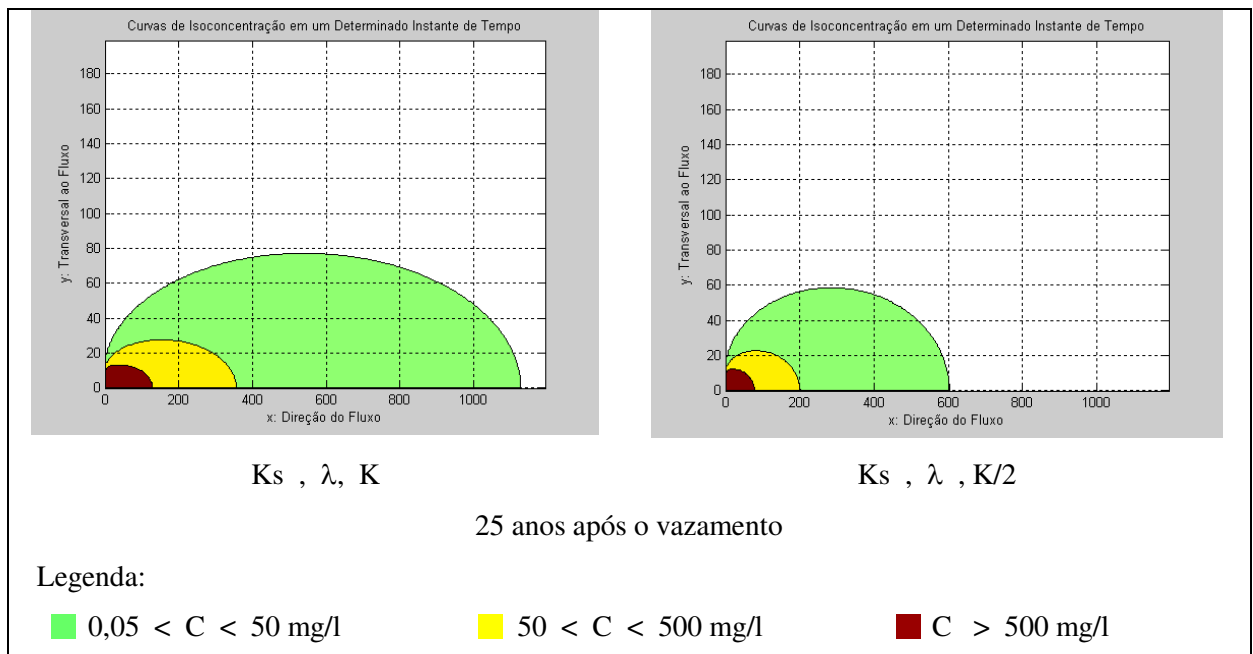 Curvas de Isoconcentração em um Determinado Instante de Tempo
180
160
140
120
100
80
60
40
20
0
y: Transversal ao Fluxo
0 200 400 600 800 1000
x: Direção do Fluxo
Ks , λ, K
Curvas de Isoconcentração em um Determinado Instante de Tempo
180
160
140
120
100
80
60
40
20
0
y: Transversal ao Fluxo
0 200 400 600 800 1000
x: Direção do Fluxo
Ks , λ , K/2
25 anos após o vazamento
Legenda:
0,05 < C < 50 mg/l 50 < C < 500 mg/l C > 500 mg/l